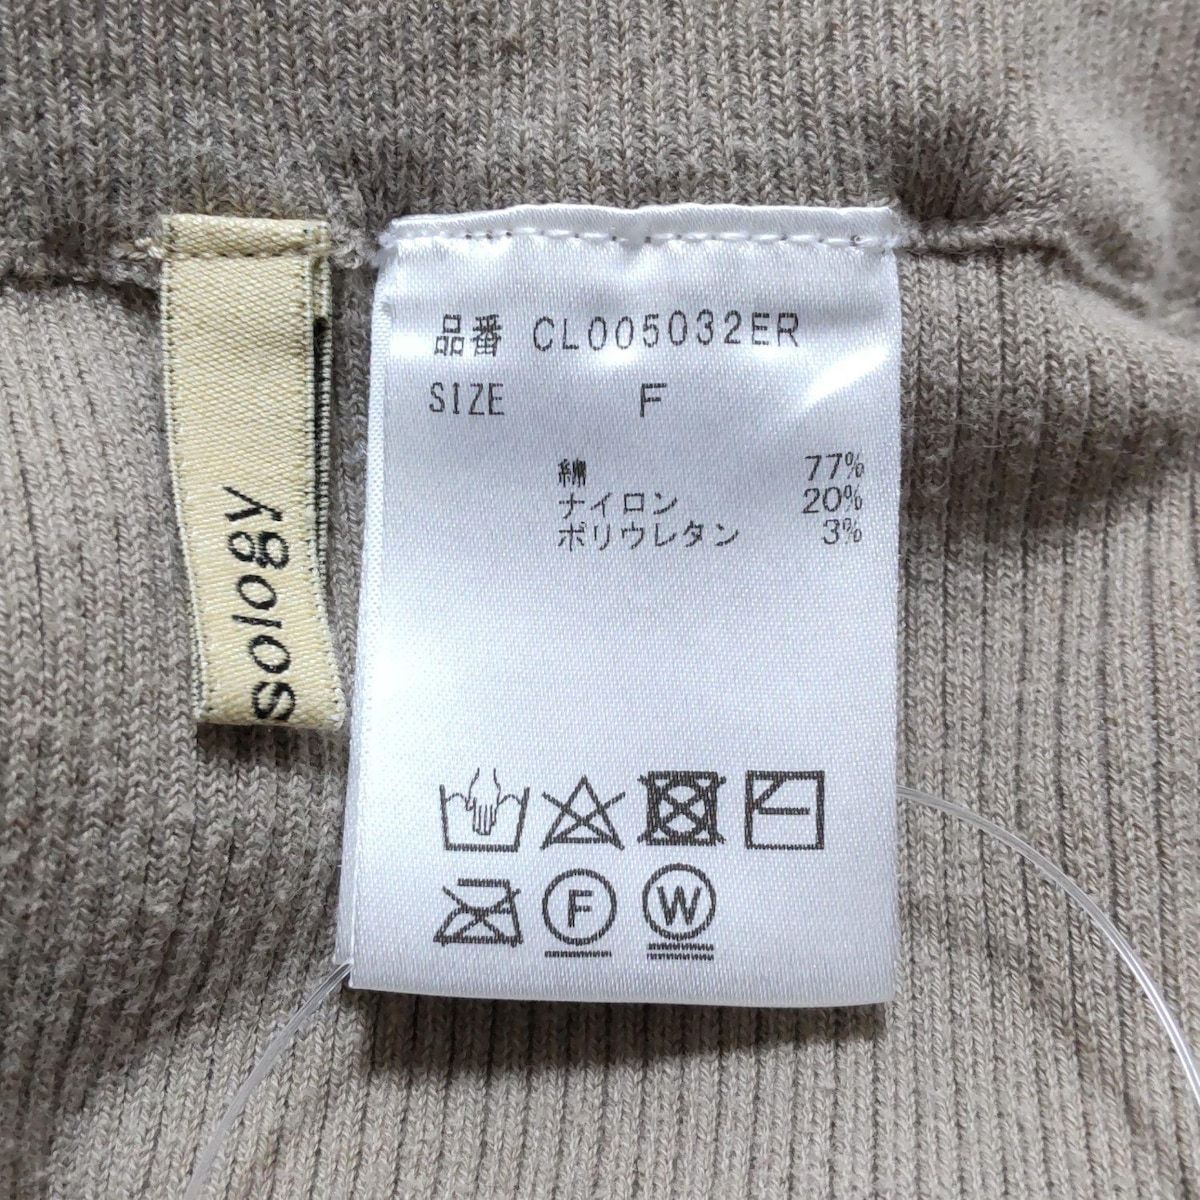 sology
品番 CL005032ER
SIZE F
綿 77%
ナイロン 20%
ポリウレタン 3%
F
W